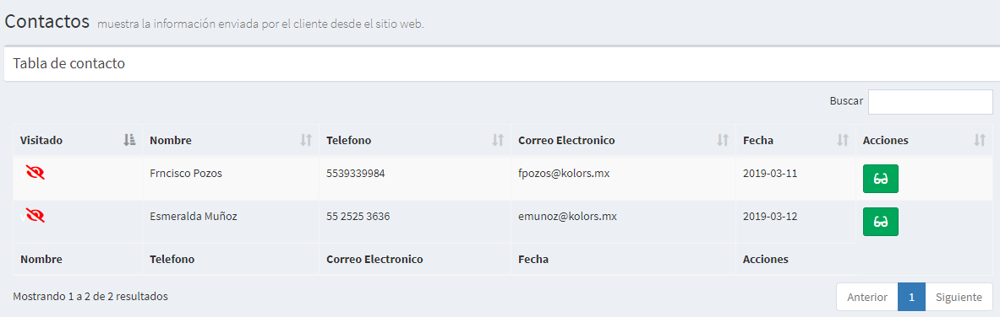 Contactos muestra la información enviada por el cliente desde el sitio web.
Tabla de contacto
Buscar
Visitado Nombre Telefono Correo Electronico Fecha Acciones
Frncisco Pozos 5539339984 fpozos@kolors.mx 2019-03-11
Esmeralda Muñoz 55 2525 3636 emunoz@kolors.mx 2019-03-12
Nombre Telefono Correo Electronico Fecha Acciones
Mostrando 1 a 2 de 2 resultados Anterior 1 Siguiente